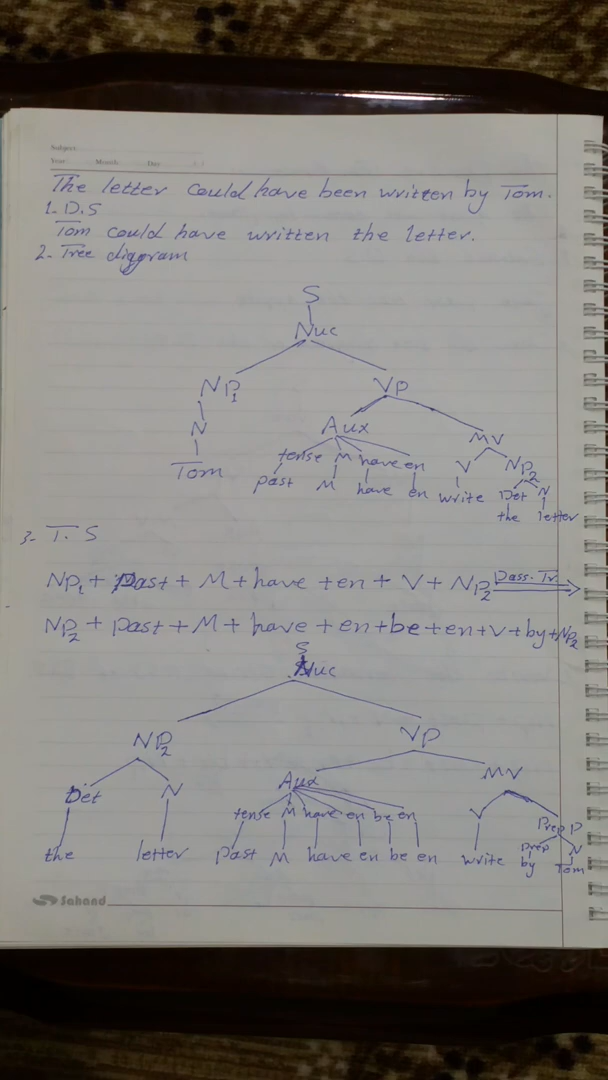 Subject:
Year    Month    Day
The letter could have been written by Tom.
1- D.S
Tom could have written the letter.
2- Tree diagram
S
Nuc
NP1    VP
N    Aux    MV
Tom    tense M have en    V    NP2
past    M    have    en    write    Det    N
the    letter
3- T.S
NP1 + past + M + have + en + V + NP2 Pass. Tr.
NP2 + past + M + have + en + be + en + V + by + NP2
S
Nuc
NP2    VP
Det    N    Aux    MV
tense M have en be en    V    Prep P
the    letter    past    M    have en be en    write    Prep    N
by    Tom
Sahand